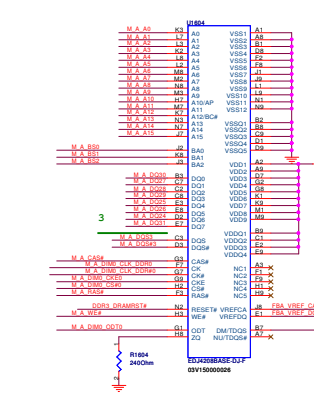 U1604
M_A_A0 K3 A0 VSS1 A1
M_A_A1 L7 A1 VSS2 A8
M_A_A2 L3 A2 VSS3 B1
M_A_A3 K2 A3 VSS4 D8
M_A_A4 L8 A4 VSS5 F2
M_A_A5 L2 A5 VSS6 F8
M_A_A6 M8 A6 VSS7 J1
M_A_A7 M2 A7 VSS8 J9
M_A_A8 N8 A8 VSS9 L1
M_A_A9 M3 A9 VSS10 L9
M_A_A10 H7 A10/AP VSS11 N1
M_A_A11 M7 A11 VSS12 N9
M_A_A12 K7 A12/BC#
M_A_A13 N3 A13 VSSQ1 B2
M_A_A14 N7 A14 VSSQ2 B8
M_A_A15 J7 A15 VSSQ3 C9
VSSQ4 D1
M_A_BS0 J2 BA0 VSSQ5 D9
M_A_BS1 K8 BA1
M_A_BS2 J3 BA2 VDD1 A2
VDD2 A9
M_A_DQ30 B3 DQ0 VDD3 D7
C7 DQ1 VDD4 G2
C2 DQ2 VDD5 G8
M_A_DQ29 C8 DQ3 VDD6 K1
M_A_DQ28 E3 DQ4 VDD7 K9
M_A_DQ25 E8 DQ5 VDD8 M1
M_A_DQ24 D2 DQ6 VDD9 M9
M_A_DQ31 E7 DQ7
3
VDDQ1 B9
M_A_DQS3 C3 DQS VDDQ2 C1
M_A_DQS#3 D3 DQS# VDDQ3 E2
VDDQ4 E9
M_A_CAS# G3 CAS#
M_A_DIM0_CLK_DDR0 F7 CK NC1 A3
M_A_DIM0_CLK_DDR#0 G7 CK# NC2 F1
M_A_DIM0_CKE0 G9 CKE NC3 F9
M_A_DIM0_CS#0 H2 CS# NC4 H1
M_A_RAS# F3 RAS# NC5 H9
DDR3_DRAMRST# N2 RESET# VREFCA J8
M_A_WE# H3 WE# VREFDQ E1
M_A_DIM0_ODT0 G1 ODT DM/TDQS B7
H8 ZQ NU/TDQS# A7
EDJ4208BASE-DJ-F
03V150000026
1
R1604
240Ohm
2